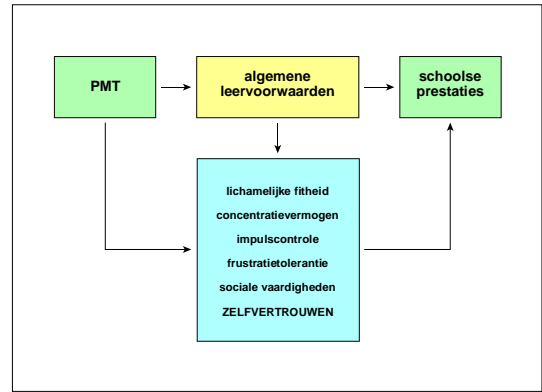 PMT
algemene
leervoorwaarden
schoolse
prestaties
lichamelijke fitheid
concentratievermogen
impulscontrole
frustratietolerantie
sociale vaardigheden
ZELFVERTROUWEN